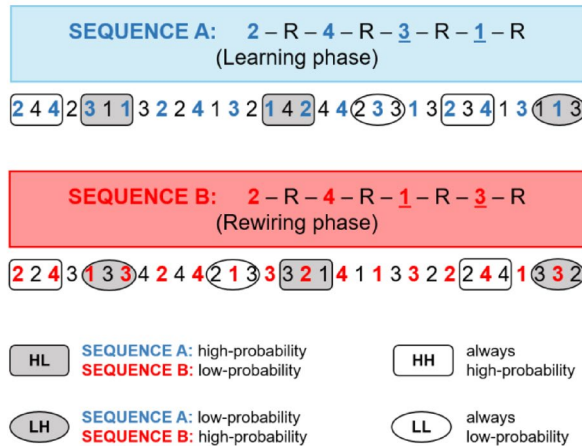 SEQUENCE A: 2 – R – 4 – R – 3 – R – 1 – R
(Learning phase)
2 4 4 2 3 1 1 3 2 2 4 1 3 2 1 4 2 4 4 2 3 3 1 3 2 3 4 1 3 1 1 3
SEQUENCE B: 2 – R – 4 – R – 1 – R – 3 – R
(Rewiring phase)
2 2 4 3 1 3 3 4 2 4 4 2 1 3 3 3 2 1 4 1 1 3 3 2 2 2 4 4 1 3 3 2
HL
SEQUENCE A: high-probability
SEQUENCE B: low-probability
HH
always
high-probability
LH
SEQUENCE A: low-probability
SEQUENCE B: high-probability
LL
always
low-probability